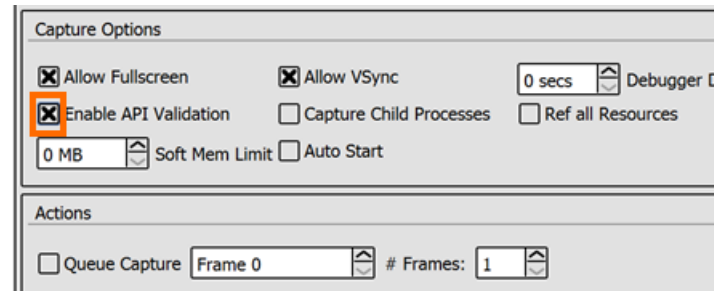 Capture Options
Allow Fullscreen Allow VSync 0 secs Debugger
Enable API Validation Capture Child Processes Ref all Resources
0 MB Soft Mem Limit Auto Start
Actions
Queue Capture Frame 0 # Frames: 1